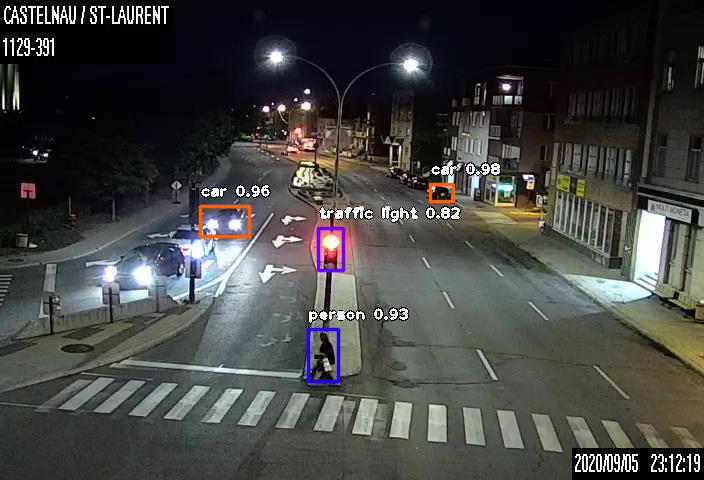 CASTELNAU / ST-LAURENT
1129-391
car 0.98
car 0.96
traffic light 0.82
person 0.93
2020/09/05 23:12:19